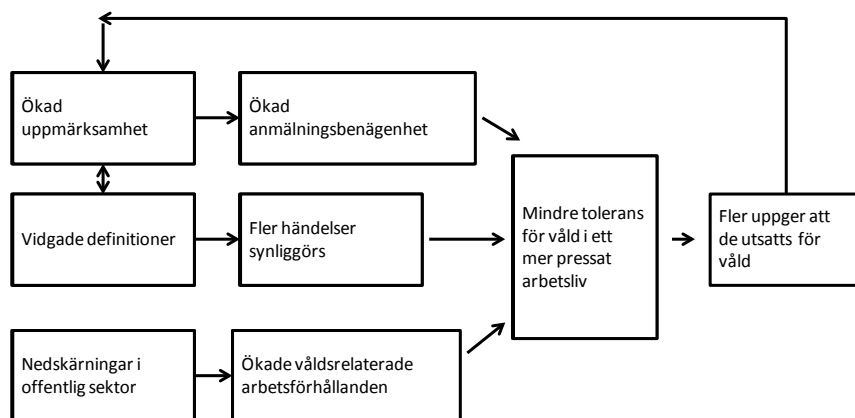 Ökad
uppmärksamhet
Ökad
anmälningsbenägenhet
Vidgade definitioner
Fler händelser
synliggörs
Mindre tolerans
för våld i ett
mer pressat
arbetsliv
Fler uppger att
de utsatts för
våld
Nedskärningar i
offentlig sektor
Ökade våldsrelaterade
arbetsförhållanden